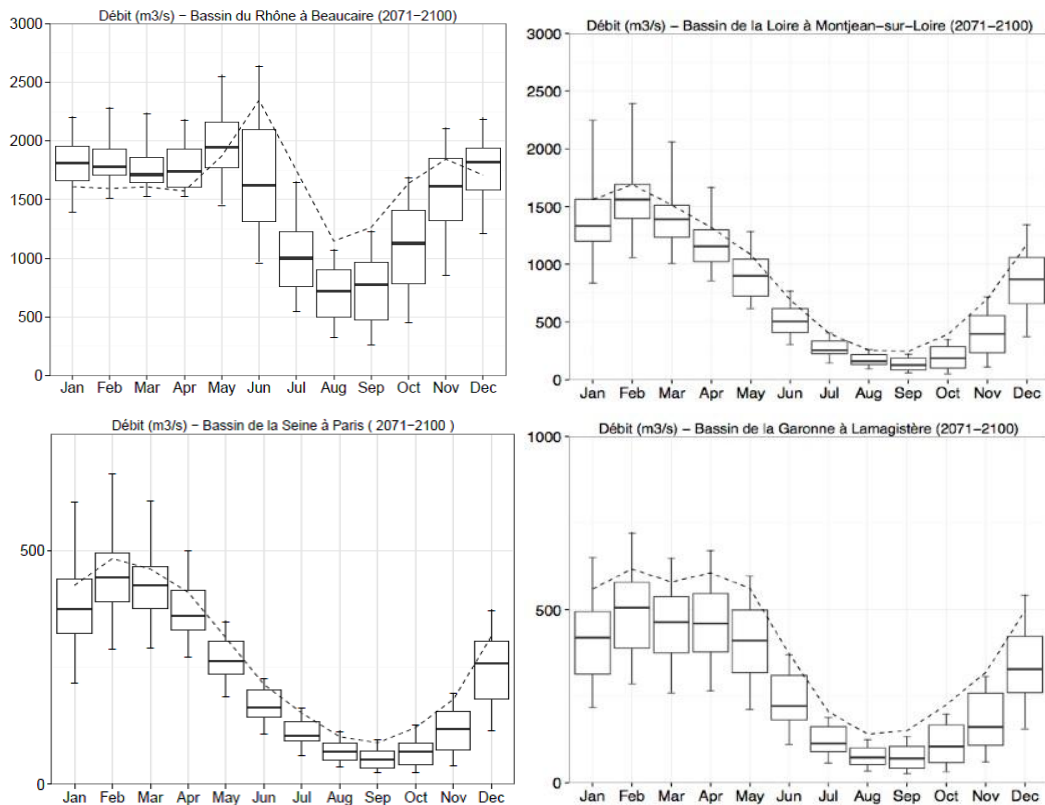 Débit (m3/s) − Bassin du Rhône à Beaucaire (2071−2100)
3000
2500
2000
1500
1000
500
0
Jan Feb Mar Apr May Jun Jul Aug Sep Oct Nov Dec
Débit (m3/s) − Bassin de la Loire à Montjean−sur−Loire (2071−2100)
3000
2500
2000
1500
1000
500
0
Jan Feb Mar Apr May Jun Jul Aug Sep Oct Nov Dec
Débit (m3/s) − Bassin de la Seine à Paris ( 2071−2100 )
500
0
Jan Feb Mar Apr May Jun Jul Aug Sep Oct Nov Dec
Débit (m3/s) − Bassin de la Garonne à Lamagistère (2071−2100)
1000
500
0
Jan Feb Mar Apr May Jun Jul Aug Sep Oct Nov Dec